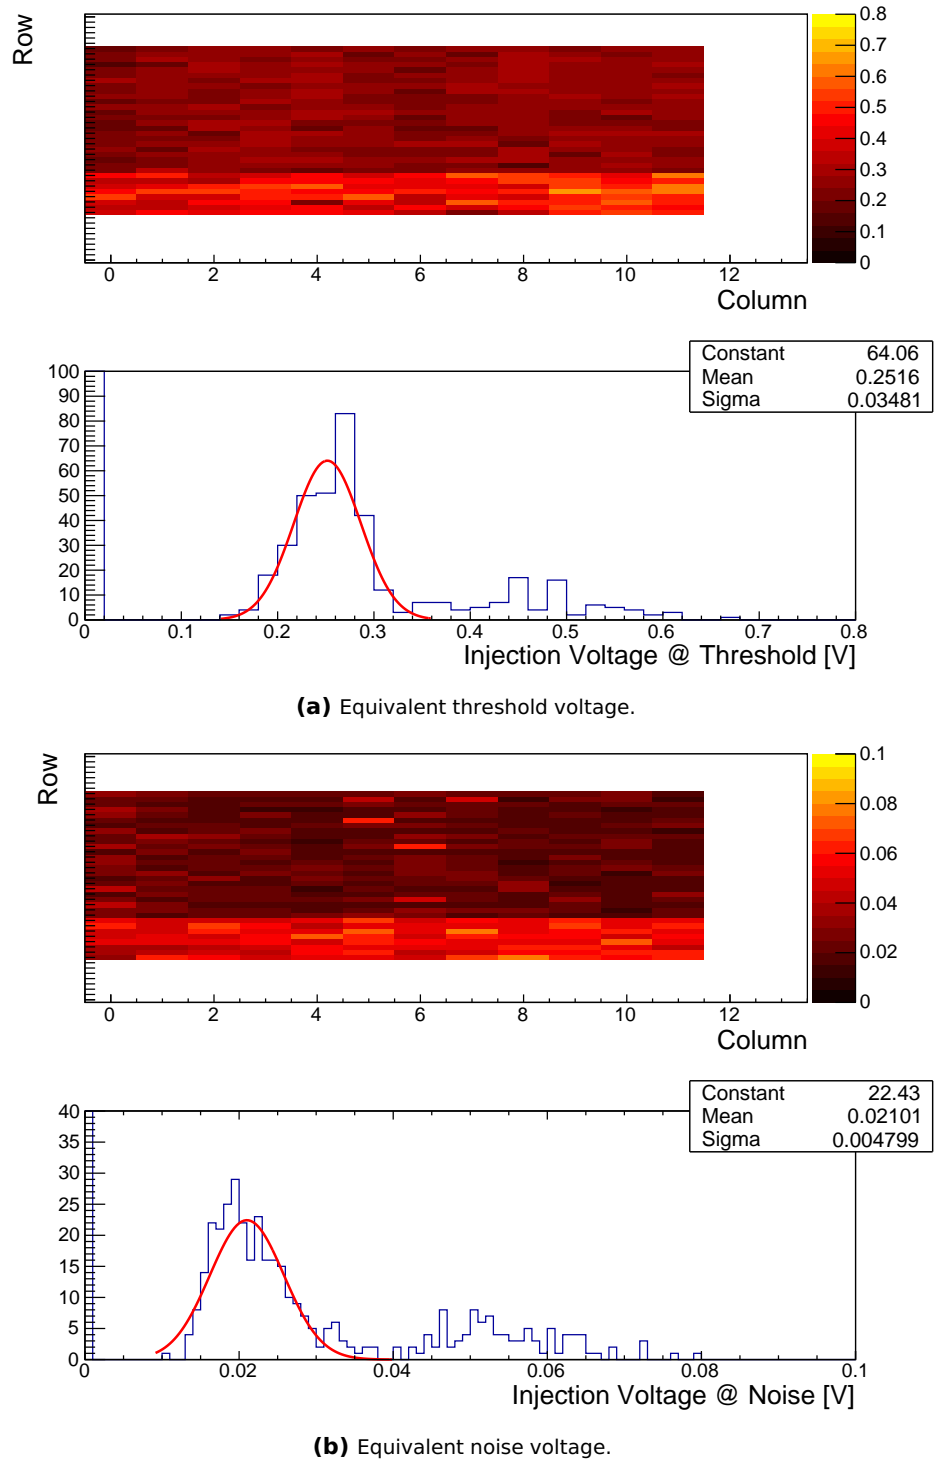 Row
0.8
0.7
0.6
0.5
0.4
0.3
0.2
0.1
0
0 2 4 6 8 10 12
Column
Constant 64.06
Mean 0.2516
Sigma 0.03481
100
90
80
70
60
50
40
30
20
10
0
0 0.1 0.2 0.3 0.4 0.5 0.6 0.7 0.8
Injection Voltage @ Threshold [V]
(a) Equivalent threshold voltage.
Row
0.1
0.08
0.06
0.04
0.02
0
0 2 4 6 8 10 12
Column
Constant 22.43
Mean 0.02101
Sigma 0.004799
40
35
30
25
20
15
10
5
0
0 0.02 0.04 0.06 0.08 0.1
Injection Voltage @ Noise [V]
(b) Equivalent noise voltage.